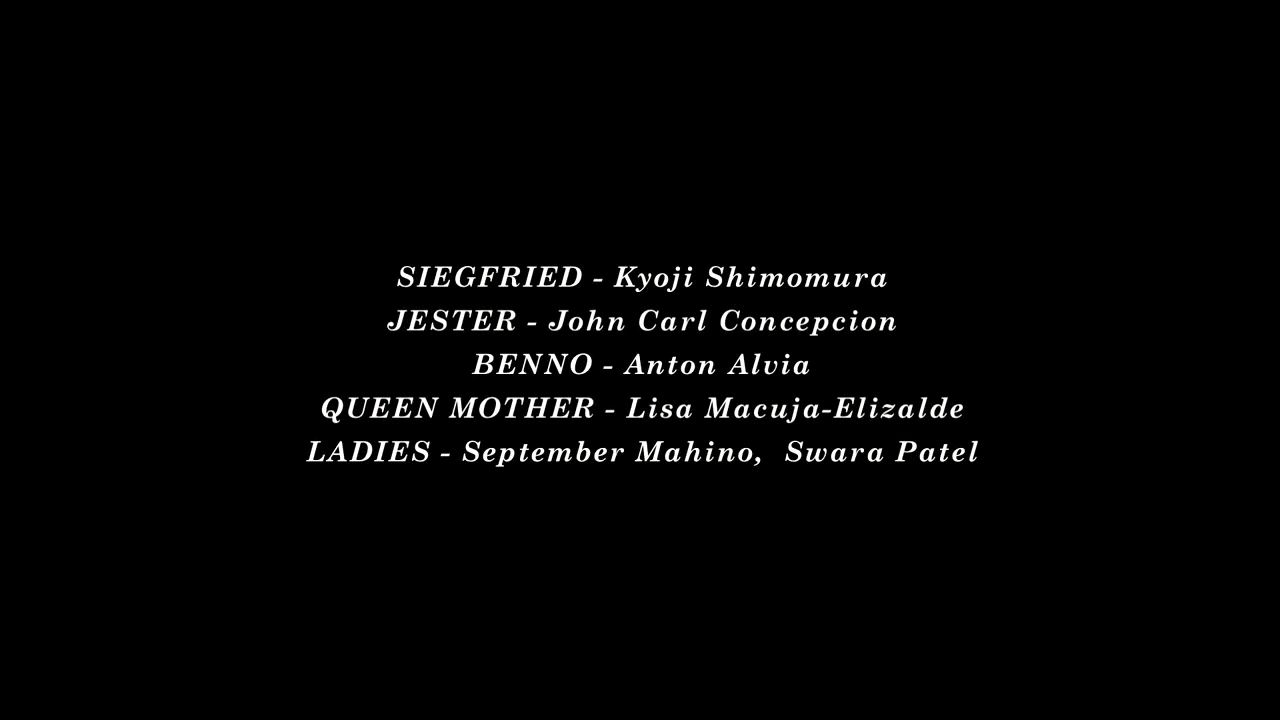 SIEGFRIED - Kyoji Shimomura
JESTER - John Carl Concepcion
BENNO - Anton Alvia
QUEEN MOTHER - Lisa Macuja-Elizalde
LADIES - September Mahino,  Swara Patel